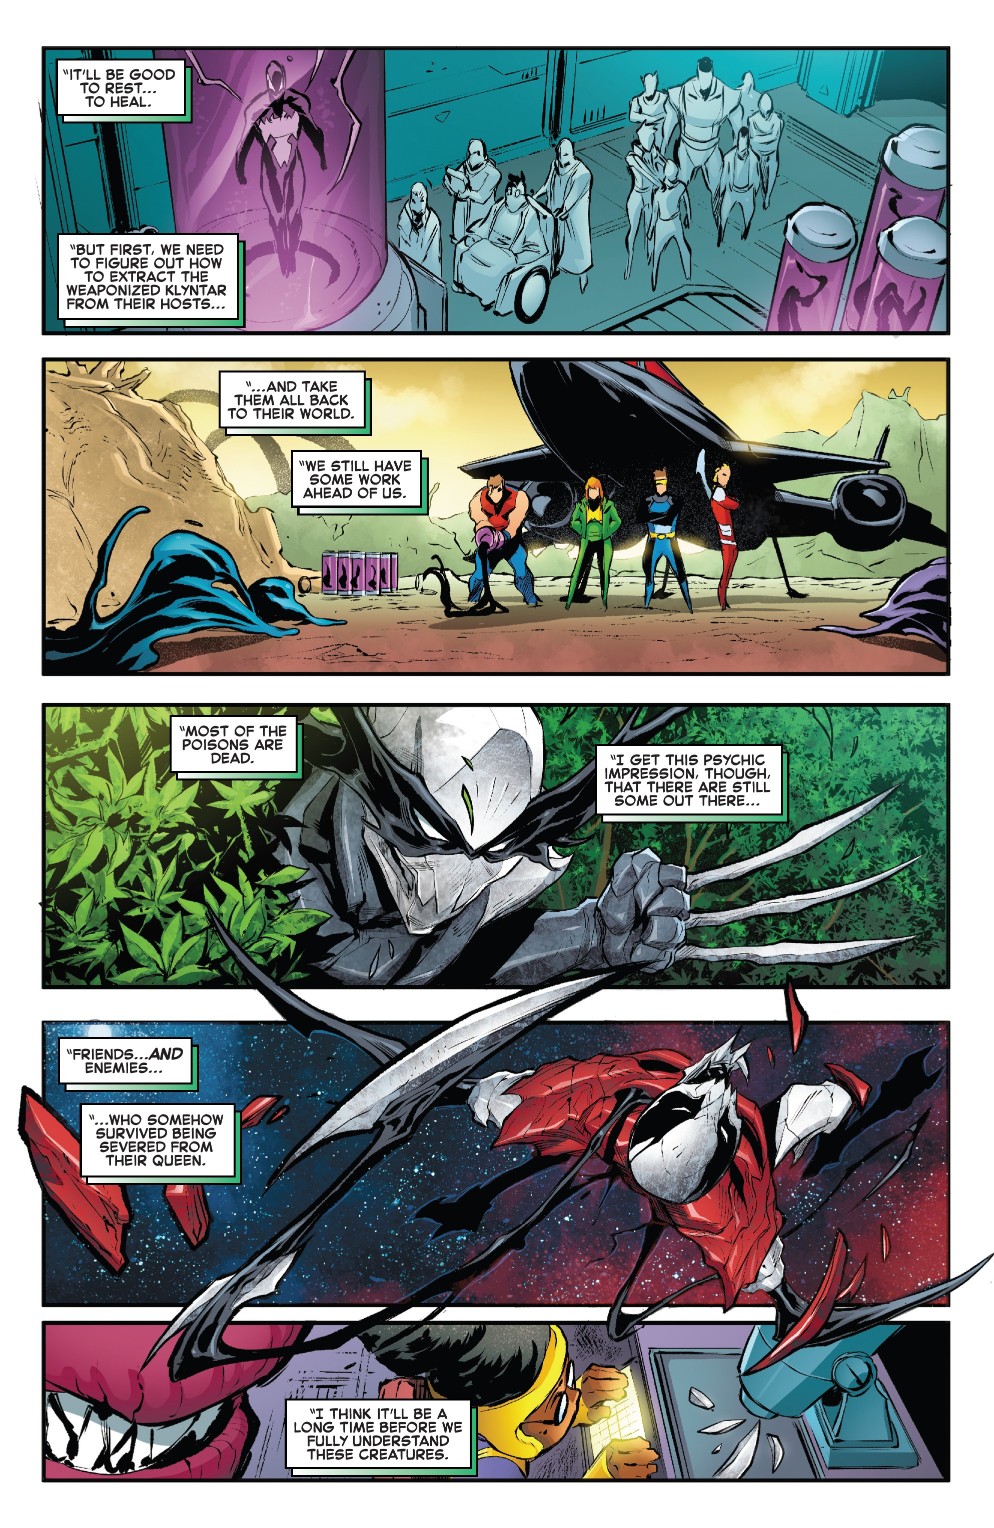 “IT’LL BE GOOD
TO REST...
TO HEAL.
“BUT FIRST, WE NEED
TO FIGURE OUT HOW
TO EXTRACT THE
WEAPONIZED KLYNTAR
FROM THEIR HOSTS...
“...AND TAKE
THEM ALL BACK
TO THEIR WORLD.
“WE STILL HAVE
SOME WORK
AHEAD OF US.
“MOST OF THE
POISONS ARE
DEAD.
“I GET THIS PSYCHIC
IMPRESSION, THOUGH,
THAT THERE ARE STILL
SOME OUT THERE...
“FRIENDS...AND
ENEMIES...
“...WHO SOMEHOW
SURVIVED BEING
SEVERED FROM
THEIR QUEEN.
“I THINK IT’LL BE A
LONG TIME BEFORE WE
FULLY UNDERSTAND
THESE CREATURES.